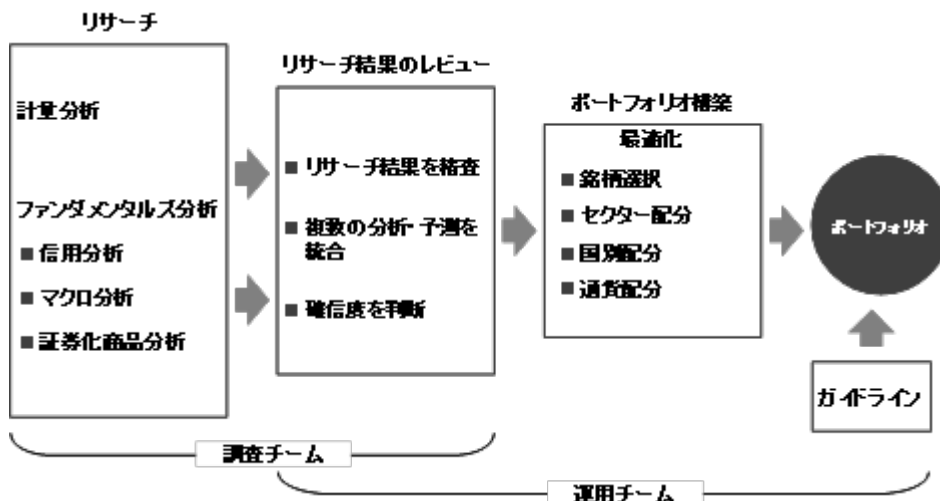 リサーチ
計量分析
ファンダメンタルズ分析
■信用分析
■マクロ分析
■証券化商品分析
リサーチ結果のレビュー
■リサーチ結果を精査
■複数の分析・予測を
統合
■確信度を判断
ポートフォリオ構築
最適化
■銘柄選択
■セクター配分
■国別配分
■通貨配分
ポートフォリオ
ガイドライン
調査チーム
運用チーム